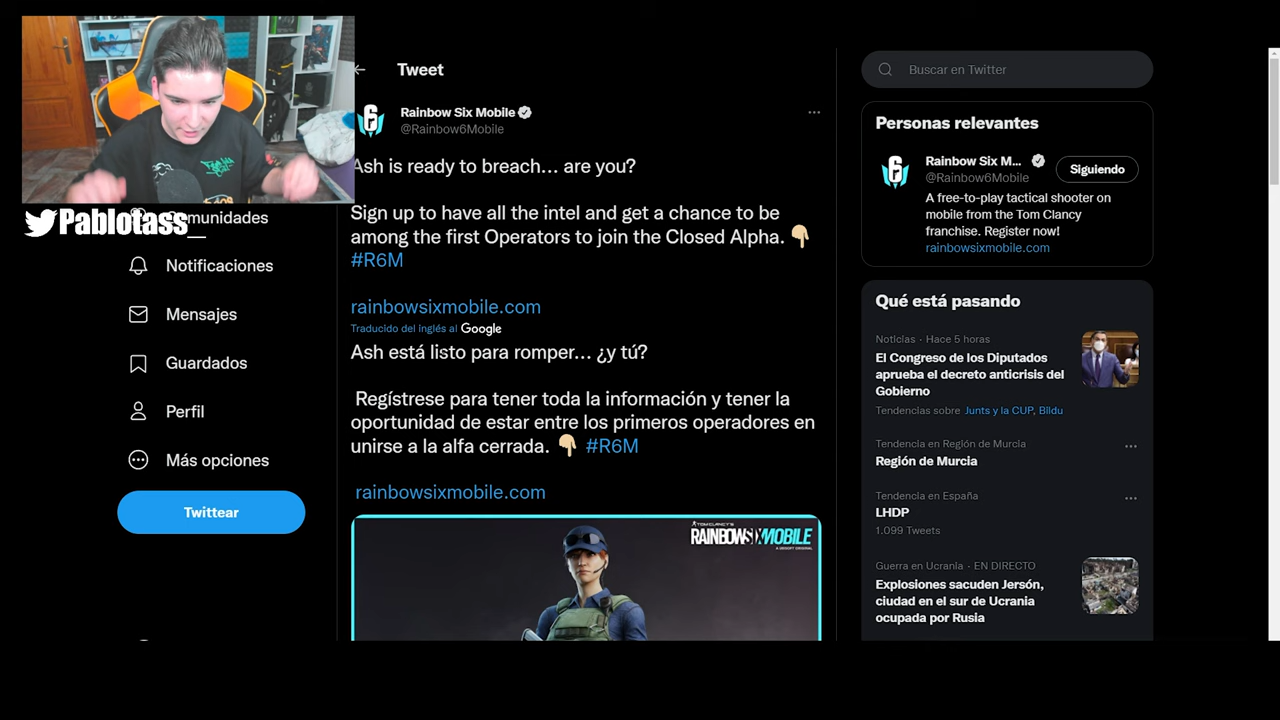 Pablotass_
Comunidades
Notificaciones
Mensajes
Guardados
Perfil
Más opciones
Twittear
Tweet
Rainbow Six Mobile
@Rainbow6Mobile
Ash is ready to breach... are you?
Sign up to have all the intel and get a chance to be
among the first Operators to join the Closed Alpha. 👇🏼
#R6M
rainbowsixmobile.com
Traducido del inglés al Google
Ash está listo para romper... ¿y tú?
Regístrese para tener toda la información y tener la
oportunidad de estar entre los primeros operadores en
unirse a la alfa cerrada. 👇🏼 #R6M
rainbowsixmobile.com
TOM CLANCY'S
RAINBOWSIXMOBILE
A UBISOFT ORIGINAL
Buscar en Twitter
Personas relevantes
Rainbow Six M...
@Rainbow6Mobile
Siguiendo
A free-to-play tactical shooter on
mobile from the Tom Clancy
franchise. Register now!
rainbowsixmobile.com
Qué está pasando
Noticias · Hace 5 horas
El Congreso de los Diputados
aprueba el decreto anticrisis del
Gobierno
Tendencias sobre Junts y la CUP, Bildu
Tendencia en Región de Murcia
Región de Murcia
Tendencia en España
LHDP
1.099 Tweets
Guerra en Ucrania · EN DIRECTO
Explosiones sacuden Jersón,
ciudad en el sur de Ucrania
ocupada por Rusia